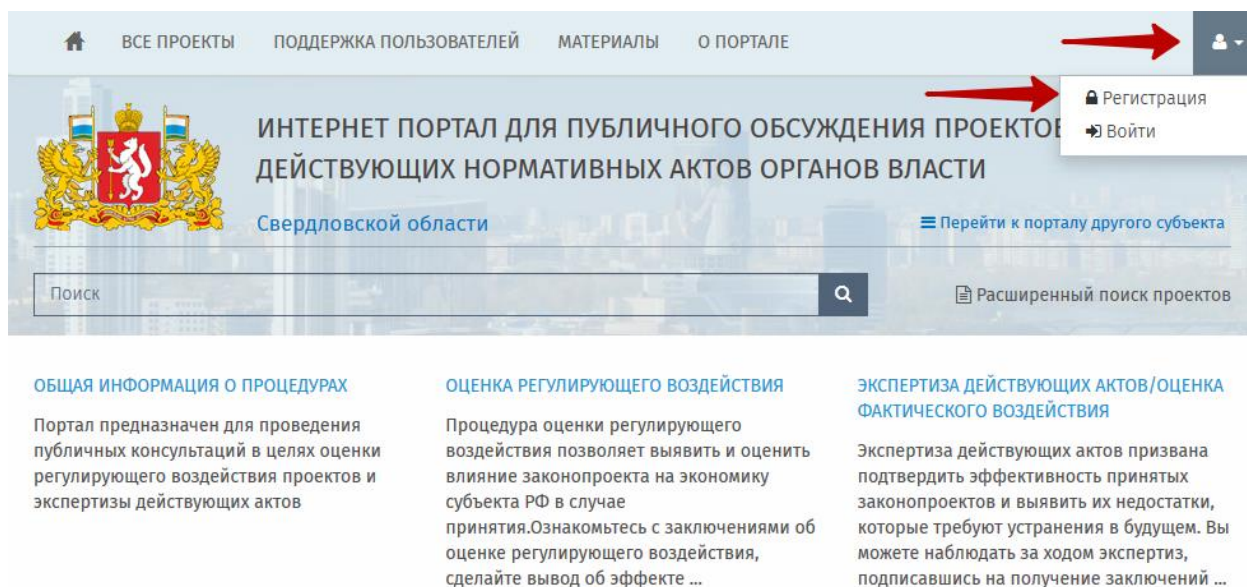 ВСЕ ПРОЕКТЫ ПОДДЕРЖКА ПОЛЬЗОВАТЕЛЕЙ МАТЕРИАЛЫ О ПОРТАЛЕ
Регистрация
Войти
ИНТЕРНЕТ ПОРТАЛ ДЛЯ ПУБЛИЧНОГО ОБСУЖДЕНИЯ ПРОЕКТОВ
ДЕЙСТВУЮЩИХ НОРМАТИВНЫХ АКТОВ ОРГАНОВ ВЛАСТИ
Свердловской области
Перейти к порталу другого субъекта
Поиск
Расширенный поиск проектов
ОБЩАЯ ИНФОРМАЦИЯ О ПРОЦЕДУРАХ
Портал предназначен для проведения
публичных консультаций в целях оценки
регулирующего воздействия проектов и
экспертизы действующих актов
ОЦЕНКА РЕГУЛИРУЮЩЕГО ВОЗДЕЙСТВИЯ
Процедура оценки регулирующего
воздействия позволяет выявить и оценить
влияние законопроекта на экономику
субъекта РФ в случае
принятия.Ознакомьтесь с заключениями об
оценке регулирующего воздействия,
сделайте вывод об эффекте ...
ЭКСПЕРТИЗА ДЕЙСТВУЮЩИХ АКТОВ/ОЦЕНКА
ФАКТИЧЕСКОГО ВОЗДЕЙСТВИЯ
Экспертиза действующих актов призвана
подтвердить эффективность принятых
законопроектов и выявить их недостатки,
которые требуют устранения в будущем. Вы
можете наблюдать за ходом экспертиз,
подписавшись на получение заключений ...